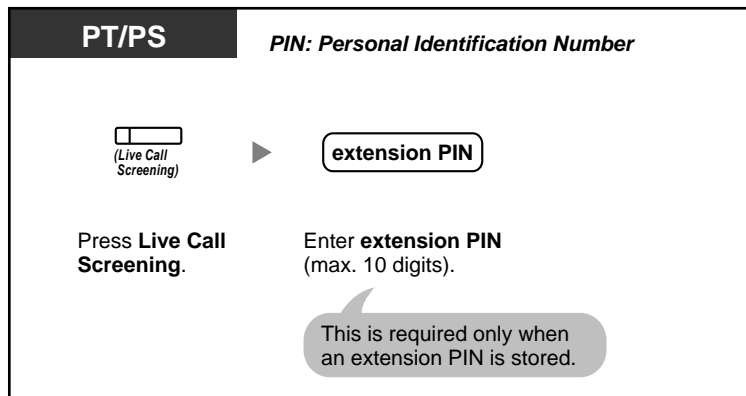 PT/PS
PIN: Personal Identification Number
(Live Call
Screening)
extension PIN
Press Live Call
Screening.
Enter extension PIN
(max. 10 digits).
This is required only when
an extension PIN is stored.